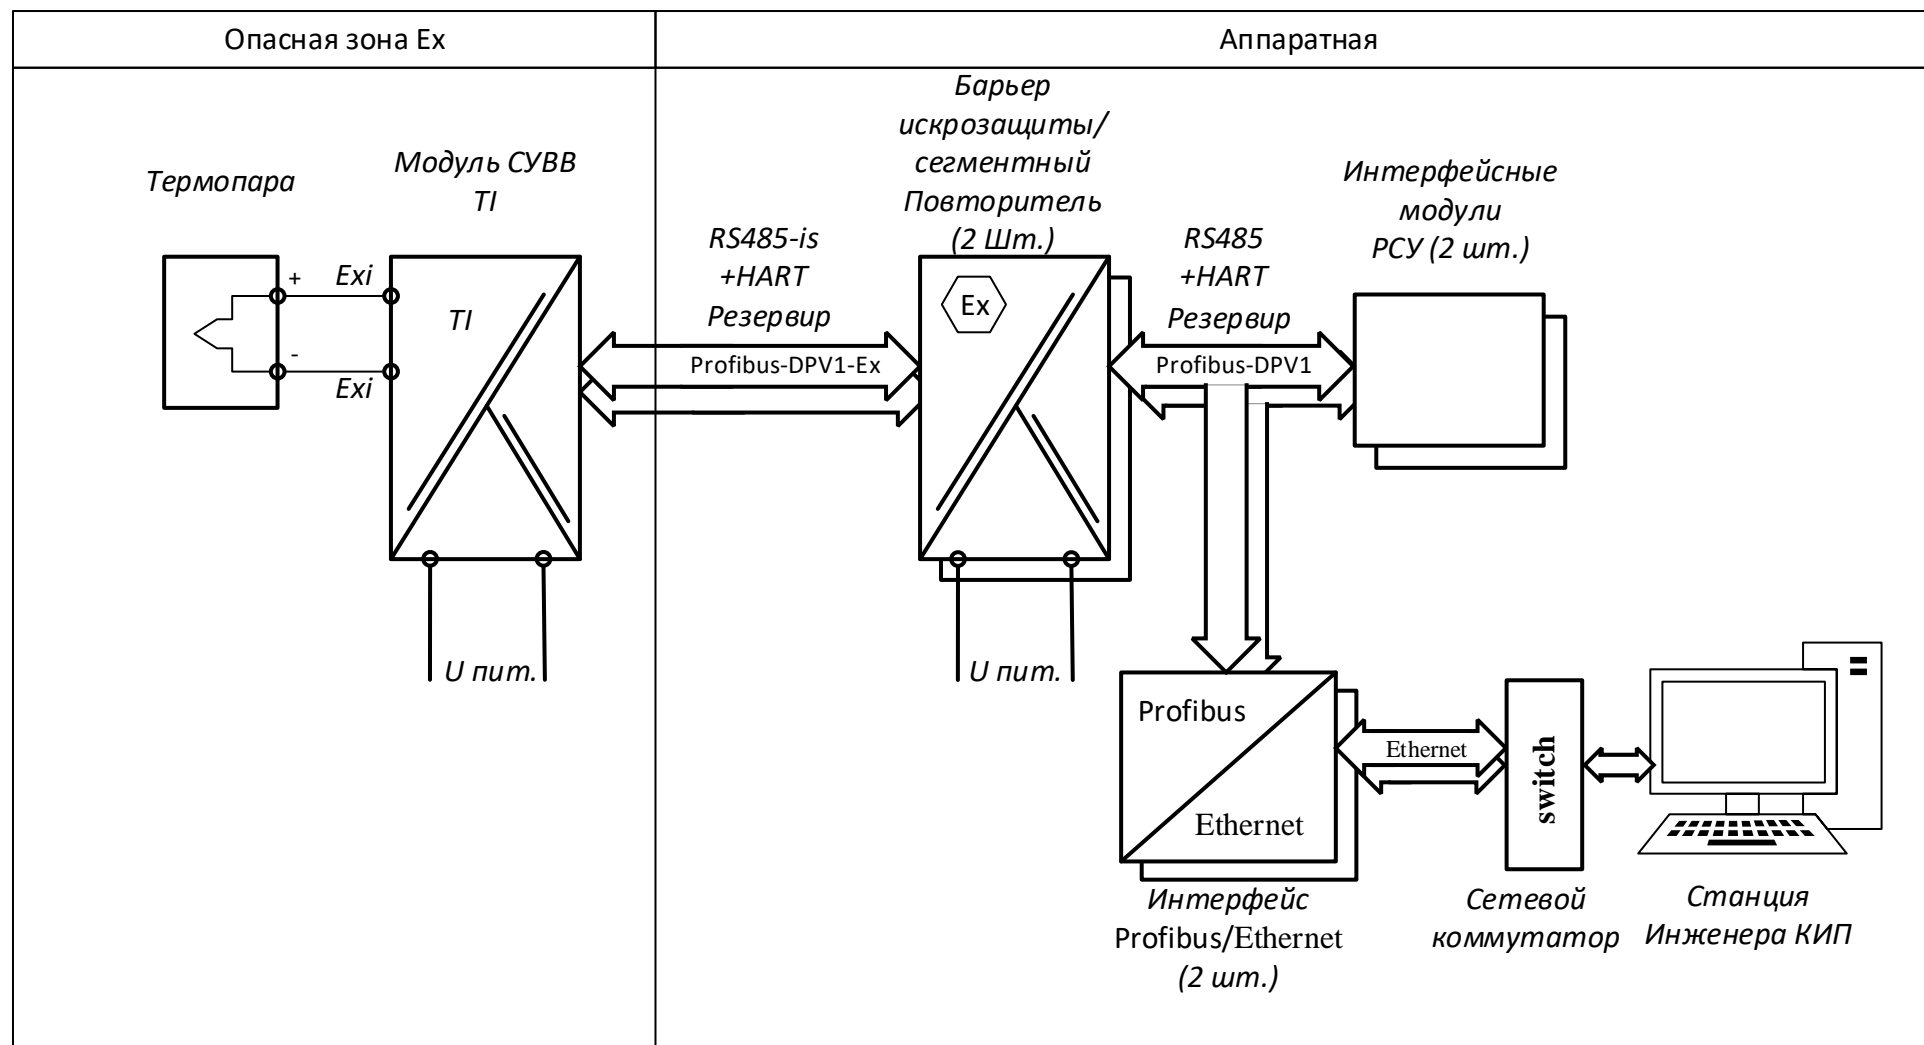 Опасная зона Ex
Аппаратная
Термопара
Модуль СУВВ
TI
Барьер
искрозащиты/
сегментный
Повторитель
(2 Шт.)
Интерфейсные
модули
РСУ (2 шт.)
RS485-is
+HART
Резервир
RS485
+HART
Резервир
+
Exi
-
Exi
TI
Ex
Profibus-DPV1-Ex
Profibus-DPV1
U пит.
U пит.
Profibus
Ethernet
Ethernet
switch
Интерфейс
Profibus/Ethernet
(2 шт.)
Сетевой
коммутатор
Станция
Инженера КИП